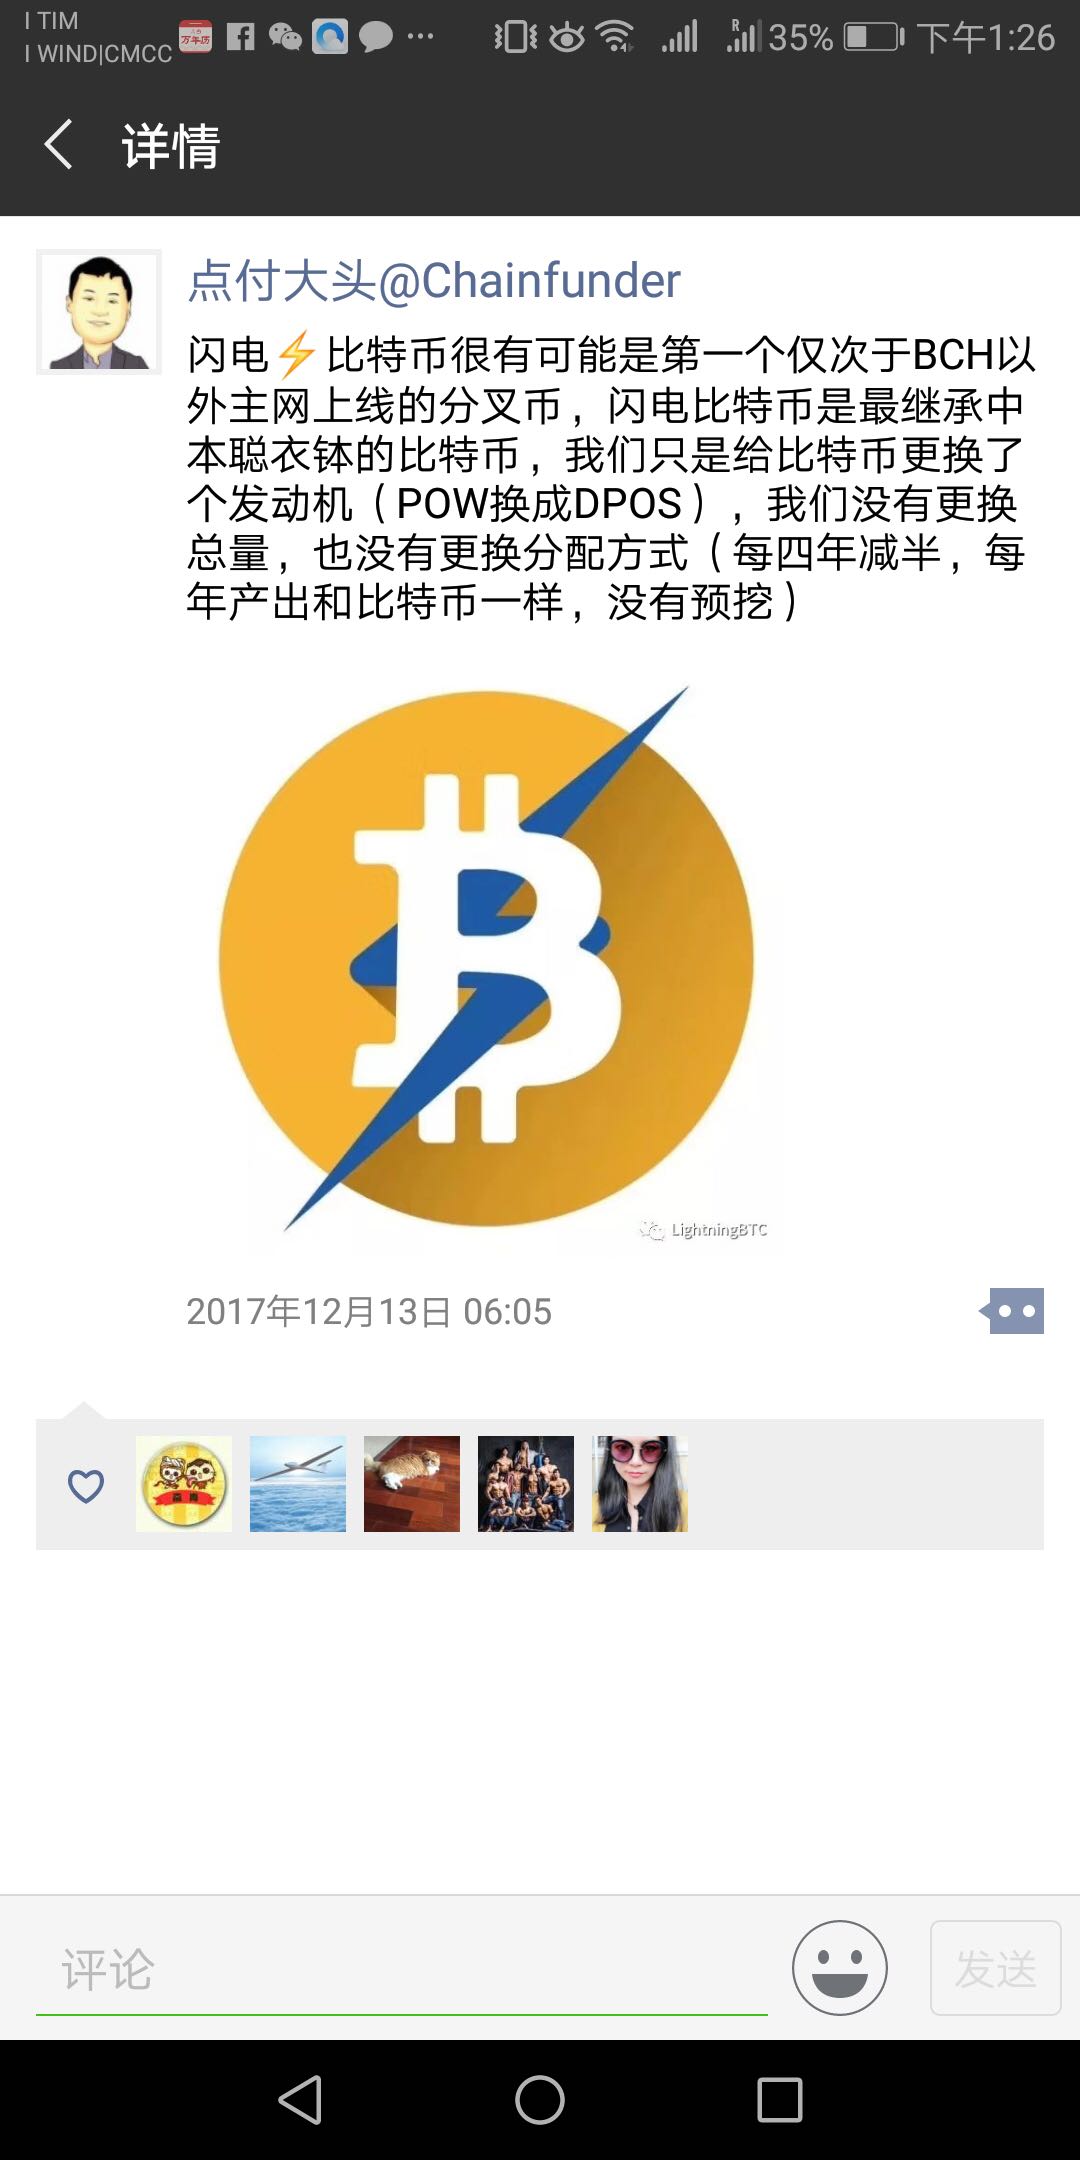 I TIM
I WIND|CMCC
万年历
R
35%
下午1:26
详情
点付大头@Chainfunder
闪电⚡比特币很有可能是第一个仅次于BCH以
外主网上线的分叉币，闪电比特币是最继承中
本聪衣钵的比特币，我们只是给比特币更换了
个发动机（POW换成DPOS），我们没有更换
总量，也没有更换分配方式（每四年减半，每
年产出和比特币一样，没有预挖）
LightningBTC
2017年12月13日 06:05
评论
发送